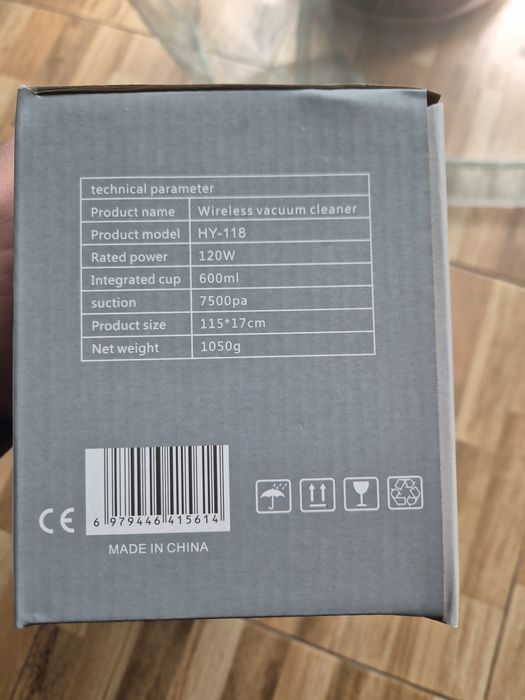 technical parameter
Product name Wireless vacuum cleaner
Product model HY-118
Rated power 120W
Integrated cup 600ml
suction 7500pa
Product size 115*17cm
Net weight 1050g
CE
6 979446 415614
MADE IN CHINA